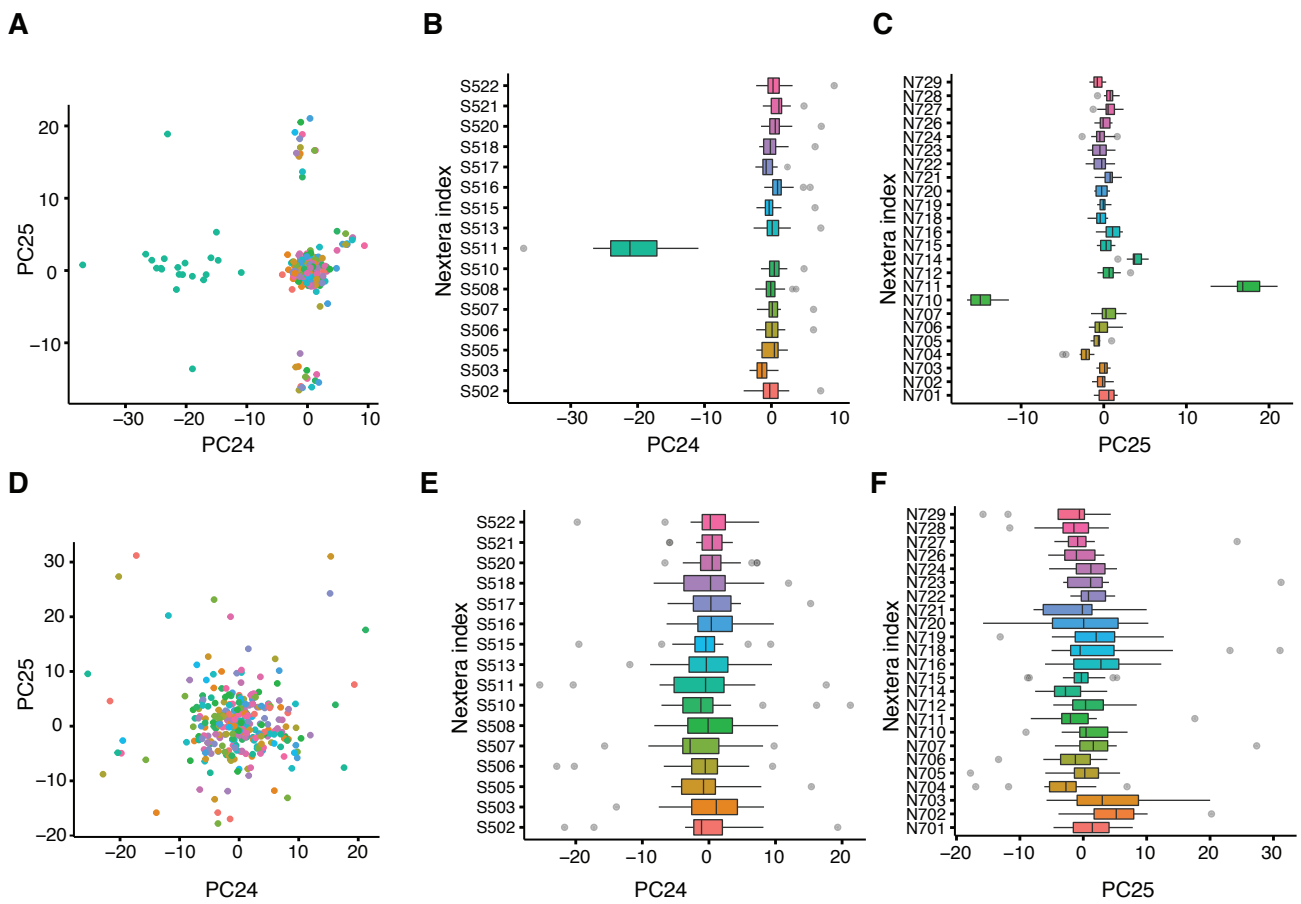 A
B
C
20
10
0
−10
PC25
−30
−20
−10
0
10
PC24
S522
S521
S520
S518
S517
S516
S515
S513
S511
S510
S508
S507
S506
S505
S503
S502
Nextera index
−30
−20
−10
0
10
PC24
N729
N728
N727
N726
N724
N723
N722
N721
N720
N719
N718
N716
N715
N714
N712
N711
N710
N707
N706
N705
N704
N703
N702
N701
Nextera index
−10
0
10
20
PC25
D
E
F
30
20
10
0
−10
−20
PC25
−20
−10
0
10
20
PC24
S522
S521
S520
S518
S517
S516
S515
S513
S511
S510
S508
S507
S506
S505
S503
S502
Nextera index
−20
−10
0
10
20
PC24
N729
N728
N727
N726
N724
N723
N722
N721
N720
N719
N718
N716
N715
N714
N712
N711
N710
N707
N706
N705
N704
N703
N702
N701
Nextera index
−20
−10
0
10
20
30
PC25